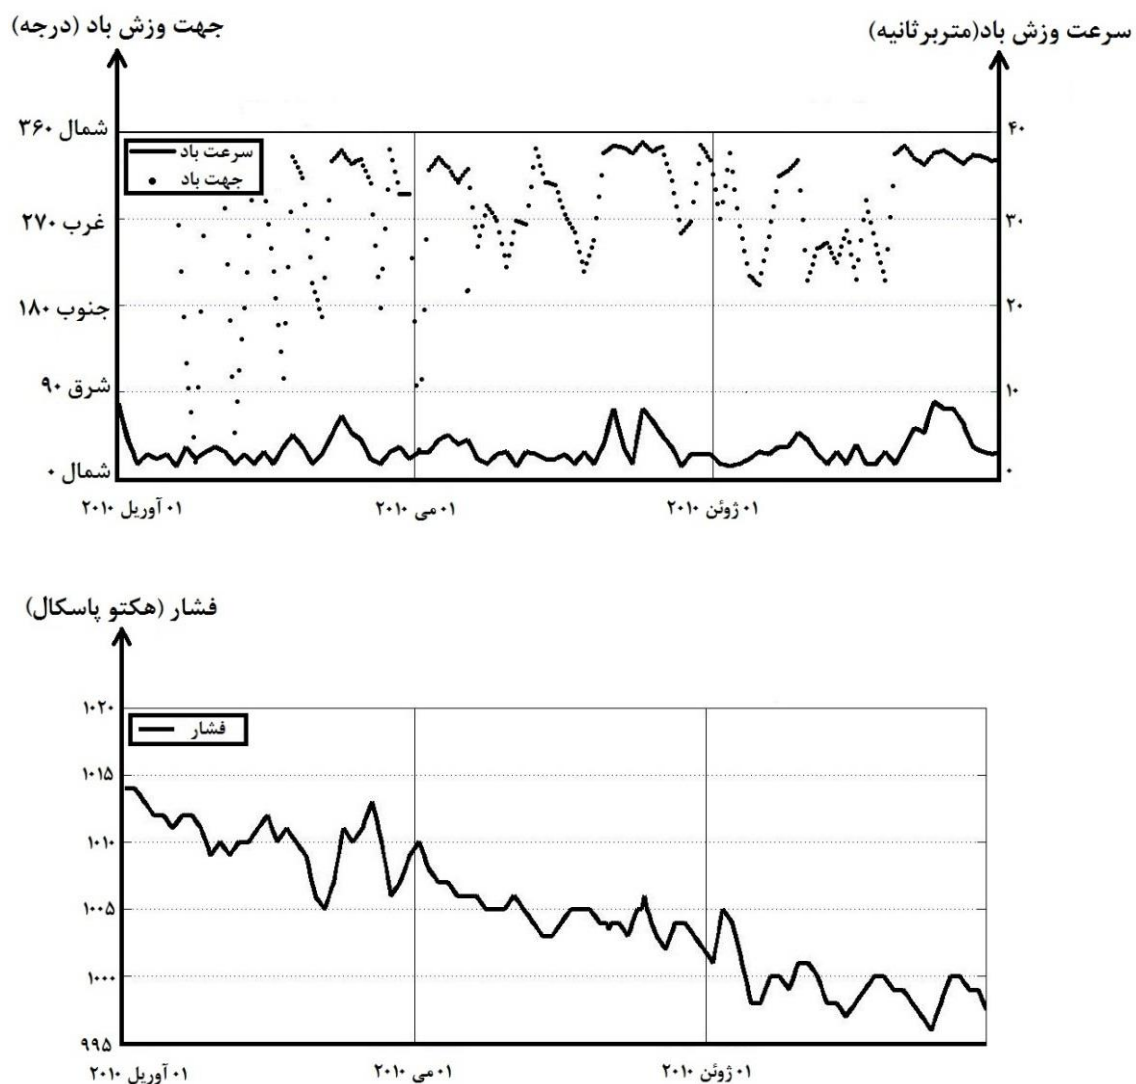 سرعت وزش باد(متربرثانیه)
جهت وزش باد (درجه)
شمال ۳۶۰
غرب ۲۷۰
جنوب ۱۸۰
شرق ۹۰
شمال ۰
سرعت باد
جهت باد
۴۰
۳۰
۲۰
۱۰
۰
۰۱ آوریل ۲۰۱۰
۰۱ می ۲۰۱۰
۰۱ ژوئن ۲۰۱۰
فشار (هکتو پاسکال)
۱۰۲۰
۱۰۱۵
۱۰۱۰
۱۰۰۵
۱۰۰۰
۹۹۵
فشار
۰۱ آوریل ۲۰۱۰
۰۱ می ۲۰۱۰
۰۱ ژوئن ۲۰۱۰